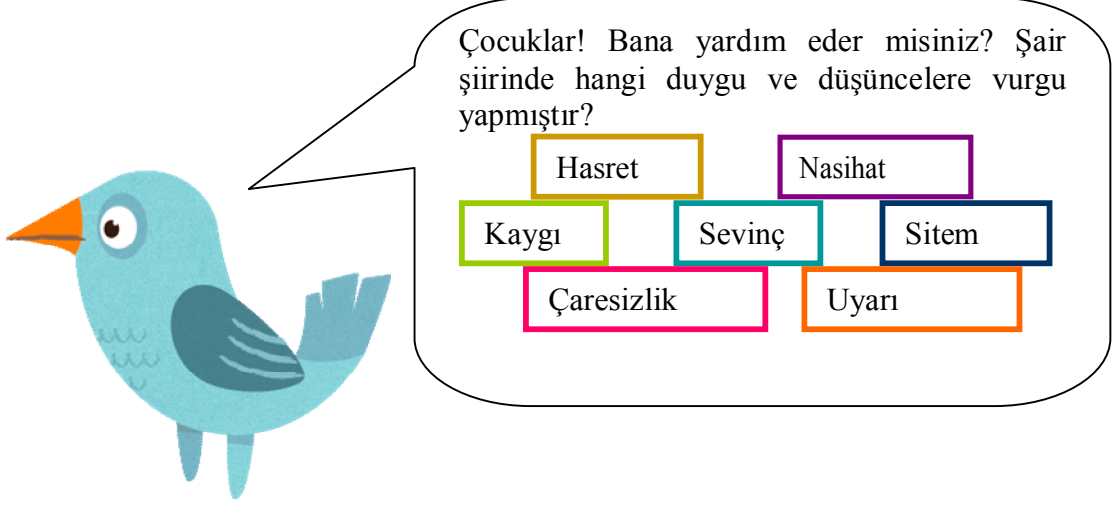 Çocuklar! Bana yardım eder misiniz? Şair
şiirinde hangi duygu ve düşüncelere vurgu
yapmıştır?
Hasret
Nasihat
Kaygı
Sevinç
Sitem
Çaresizlik
Uyarı